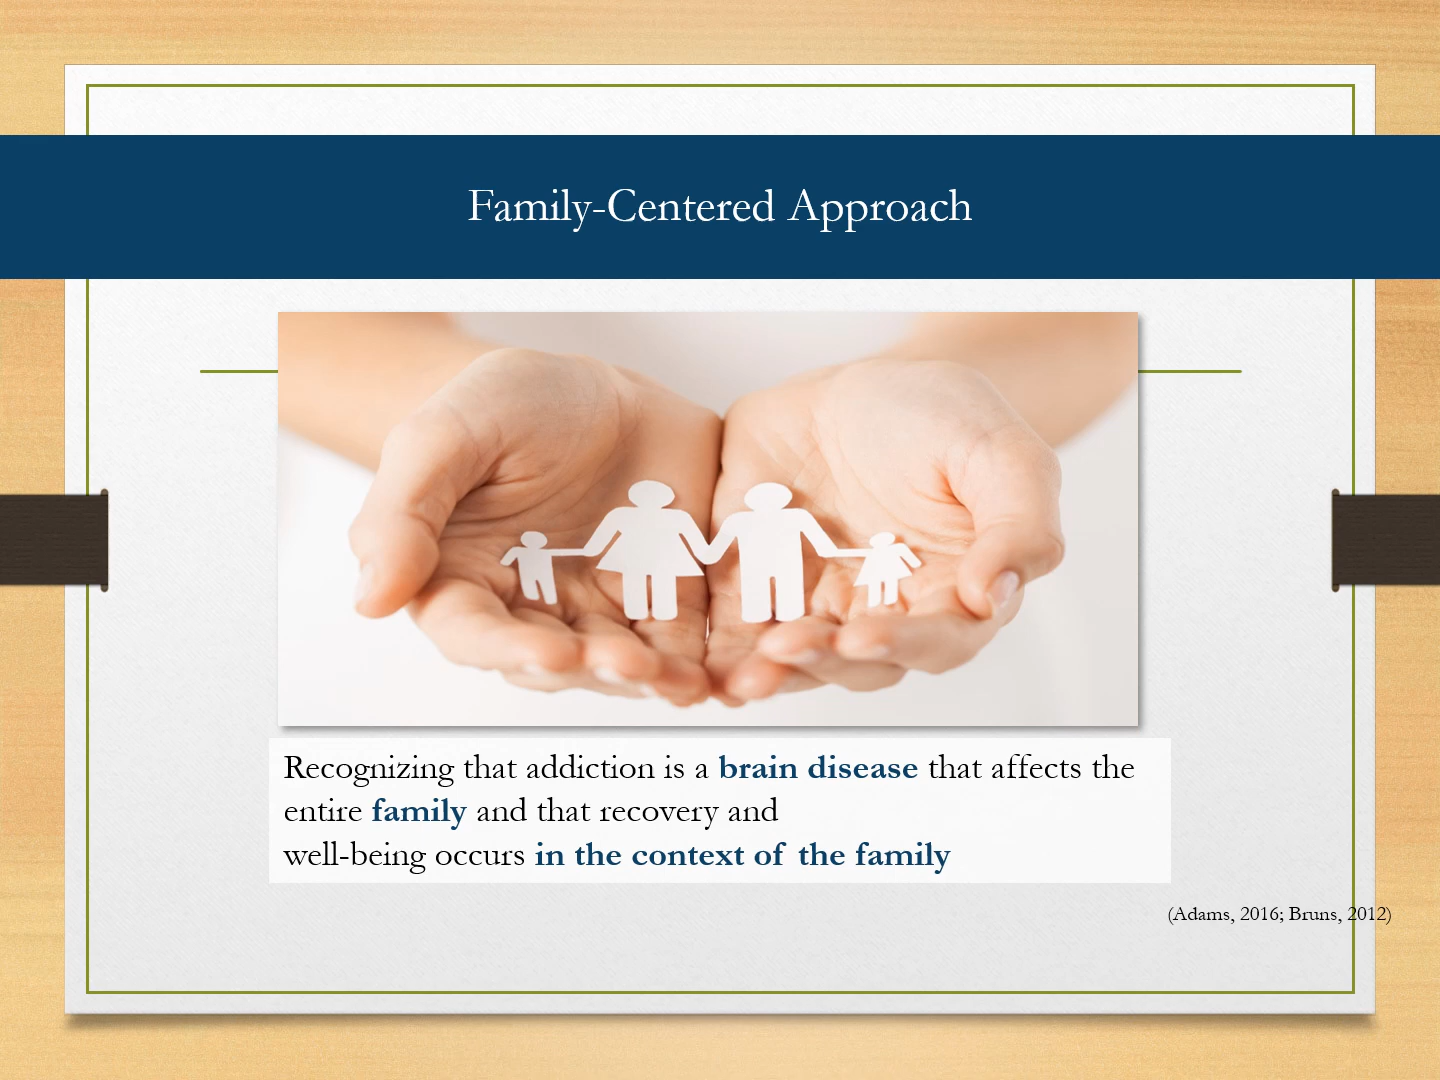 Family-Centered Approach
Recognizing that addiction is a brain disease that affects the
entire family and that recovery and
well-being occurs in the context of the family
(Adams, 2016; Bruns, 2012)